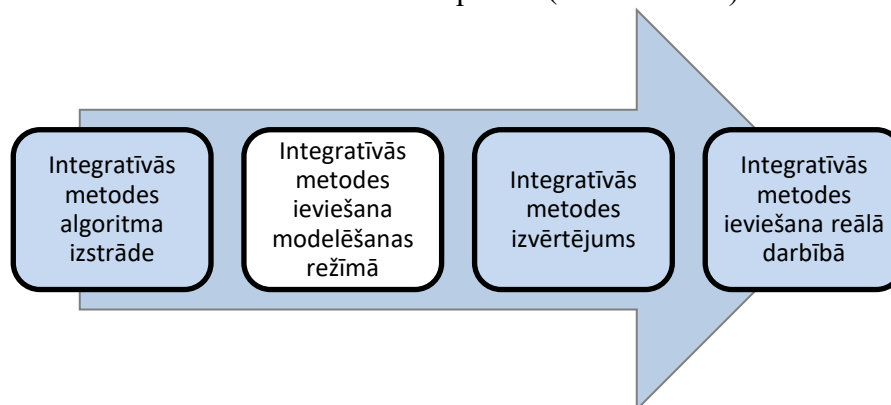 Integratīvās
metodes
algoritma
izstrāde
Integratīvās
metodes
ieviešana
modelēšanas
režīmā
Integratīvās
metodes
izvērtējums
Integratīvās
metodes
ieviešana reālā
darbībā